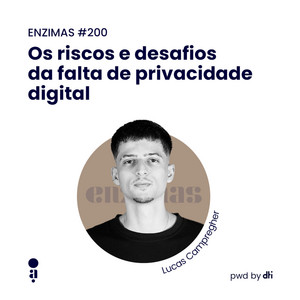 ENZIMAS #200
Os riscos e desafios
da falta de privacidade
digital
enzimas
Lucas Campregher
pwd by dti